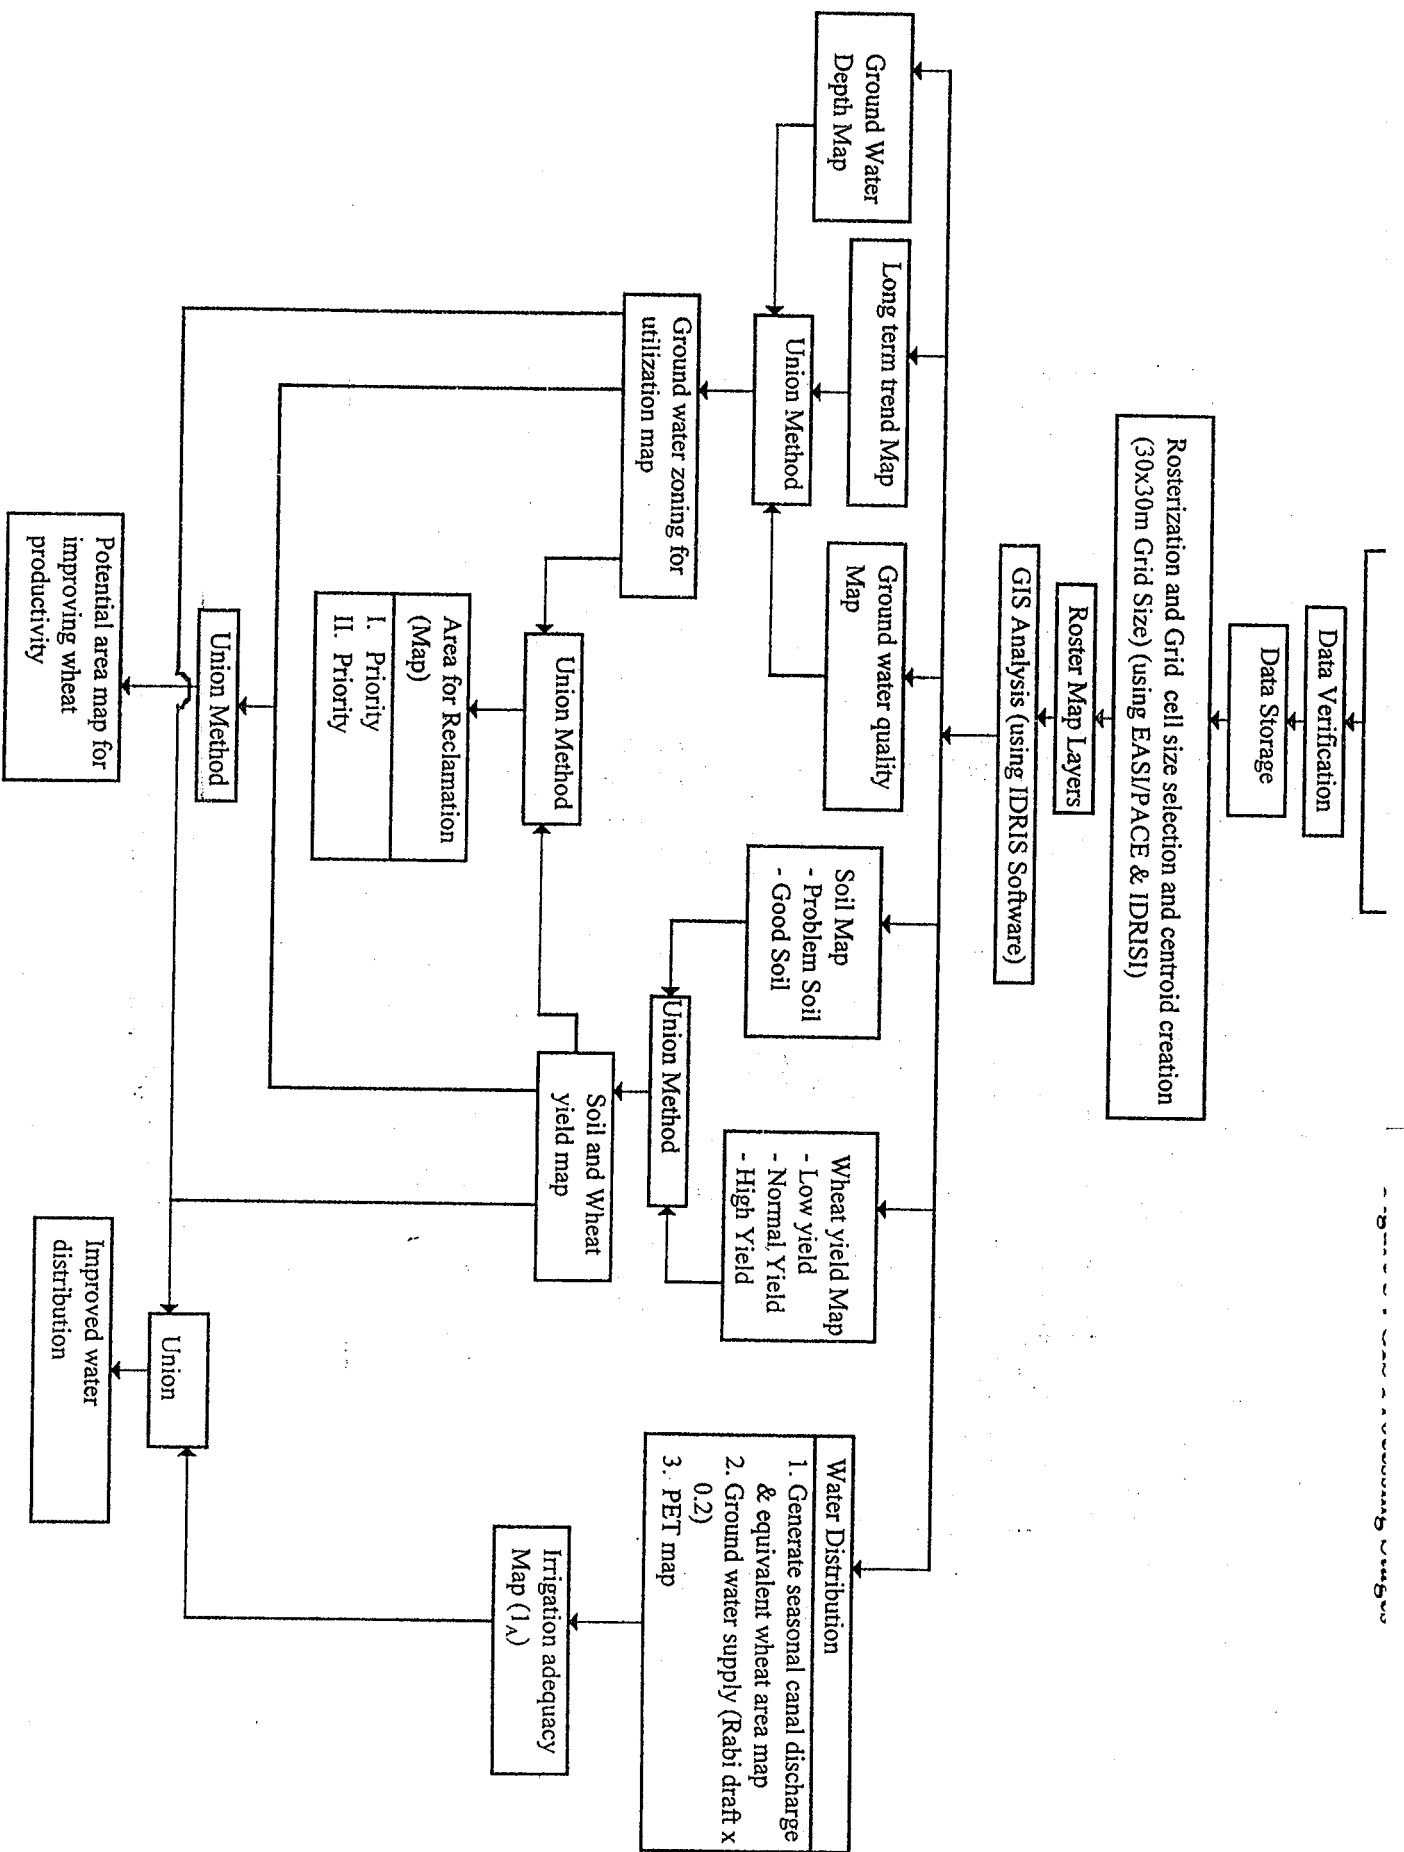 Data Verification
Data Storage
Rosterization and Grid cell size selection and centroid creation
(30x30m Grid Size) (using EASI/PACE & IDRISI)
Roster Map Layers
GIS Analysis (using IDRIS Software)
Ground Water
Depth Map
Long term trend Map
Ground water quality
Map
Soil Map
- Problem Soil
- Good Soil
Wheat yield Map
- Low yield
- Normal, Yield
- High Yield
Water Distribution
1. Generate seasonal canal discharge
& equivalent wheat area map
2. Ground water supply (Rabi draft x
0.2)
3. PET map
Union Method
Union Method
Ground water zoning for
utilization map
Union Method
Soil and Wheat
yield map
Irrigation adequacy
Map (1A)
Area for Reclamation
(Map)
I. Priority
II. Priority
Union Method
Union
Potential area map for
improving wheat
productivity
Improved water
distribution